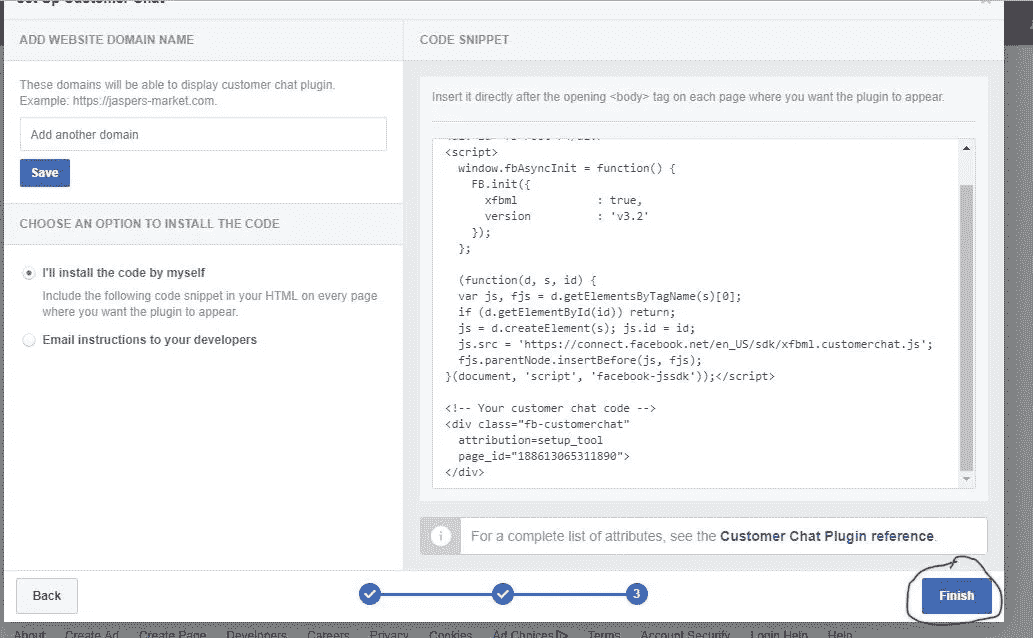 Set Up Customer Chat
ADD WEBSITE DOMAIN NAME
These domains will be able to display customer chat plugin.
Example: https://jaspers-market.com.
Add another domain
Save
CHOOSE AN OPTION TO INSTALL THE CODE
I'll install the code by myself
Include the following code snippet in your HTML on every page
where you want the plugin to appear.
Email instructions to your developers
CODE SNIPPET
Insert it directly after the opening <body> tag on each page where you want the plugin to appear.
<script>
window.fbAsyncInit = function() {
FB.init({
xfbml : true,
version : 'v3.2'
});
};
(function(d, s, id) {
var js, fjs = d.getElementsByTagName(s)[0];
if (d.getElementById(id)) return;
js = d.createElement(s); js.id = id;
js.src = 'https://connect.facebook.net/en_US/sdk/xfbml.customerchat.js';
fjs.parentNode.insertBefore(js, fjs);
}(document, 'script', 'facebook-jssdk'));</script>
<!-- Your customer chat code -->
<div class="fb-customerchat"
attribution=setup_tool
page_id="188613065311890">
</div>
For a complete list of attributes, see the Customer Chat Plugin reference.
Back
3
Finish
About Create Ad Create Page Developers Careers Privacy Cookies Ad Choices Terms Account Security Login Help Help